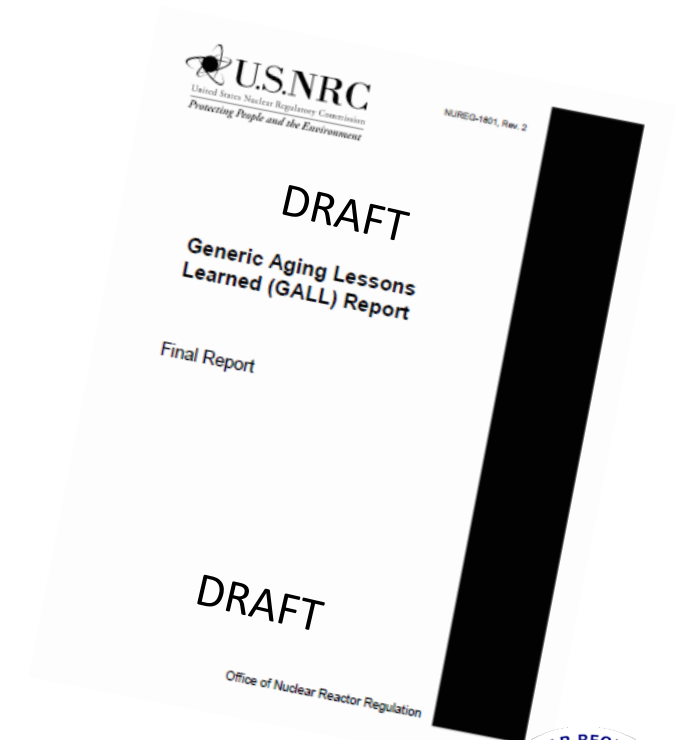 U.S.NRC
United States Nuclear Regulatory Commission
Protecting People and the Environment
NUREG-1801, Rev. 2
DRAFT
Generic Aging Lessons
Learned (GALL) Report
Final Report
DRAFT
Office of Nuclear Reactor Regulation